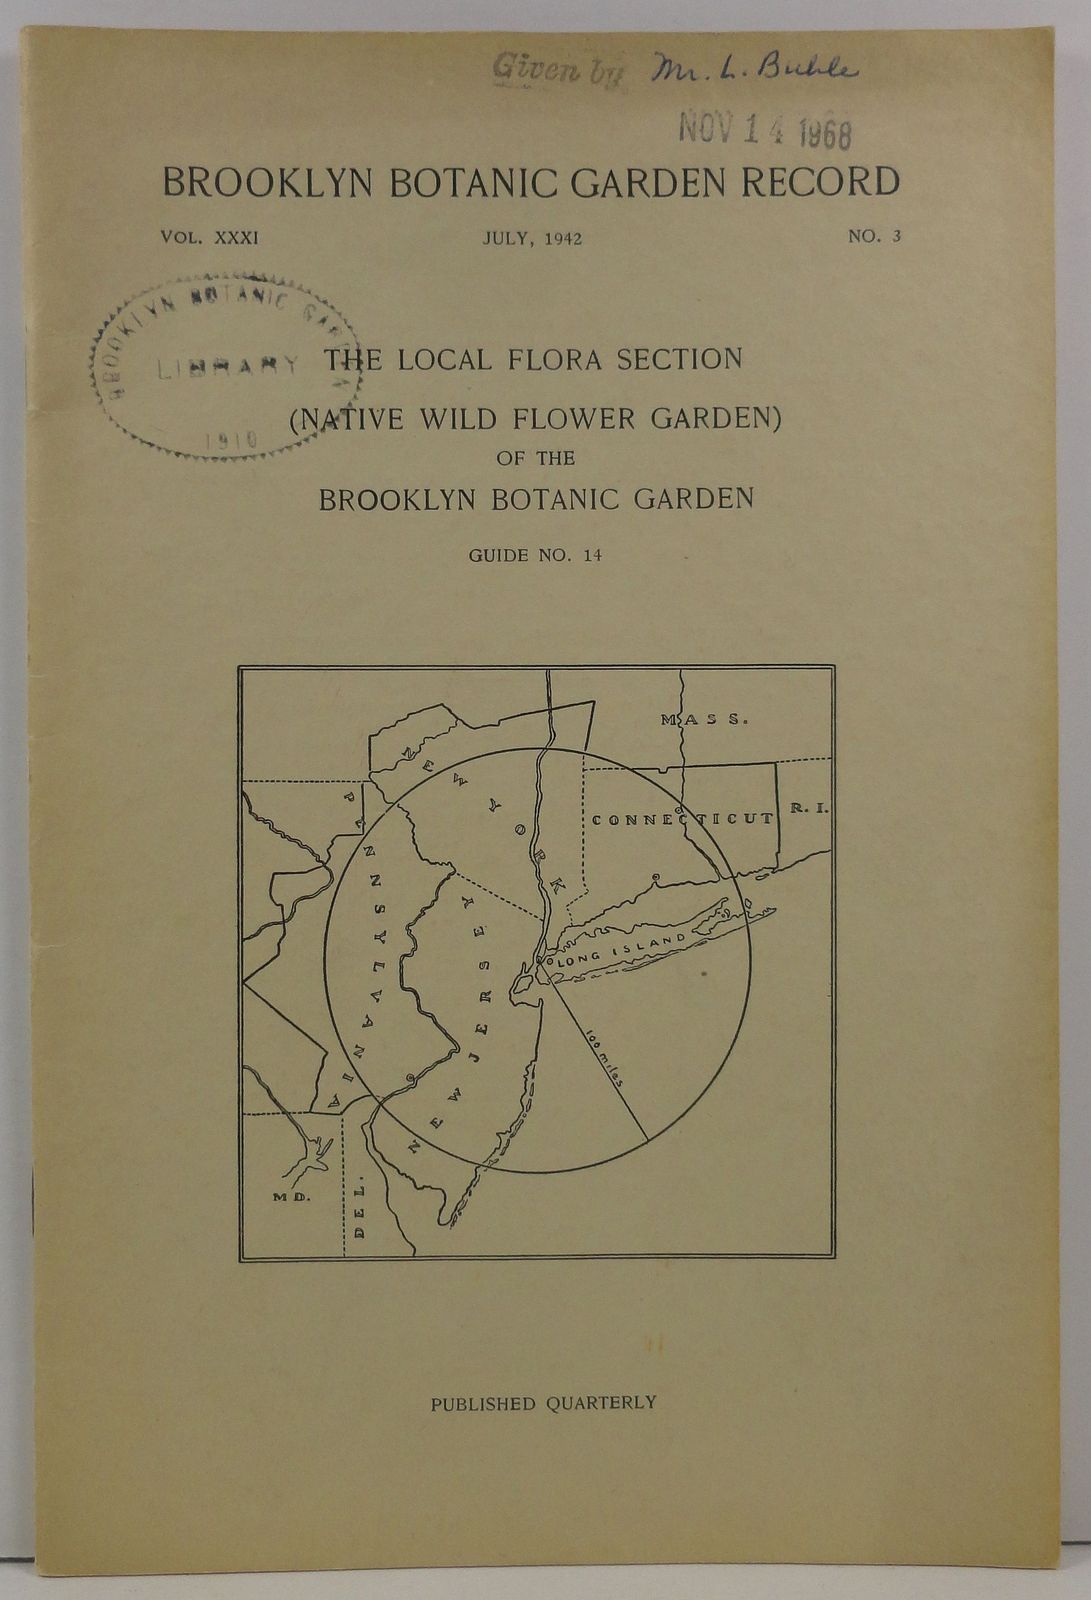 Given by Mr. L. Buhle
NOV 14 1968
BROOKLYN BOTANIC GARDEN RECORD
VOL. XXXI JULY, 1942 NO. 3
BROOKLYN BOTANIC GARDEN
LIBRARY
1910
THE LOCAL FLORA SECTION
(NATIVE WILD FLOWER GARDEN)
OF THE
BROOKLYN BOTANIC GARDEN
GUIDE NO. 14
MASS.
NEW YORK
CONNECTICUT
R. I.
PENNSYLVANIA
NEW JERSEY
LONG ISLAND
100 miles
MD.
DEL.
PUBLISHED QUARTERLY